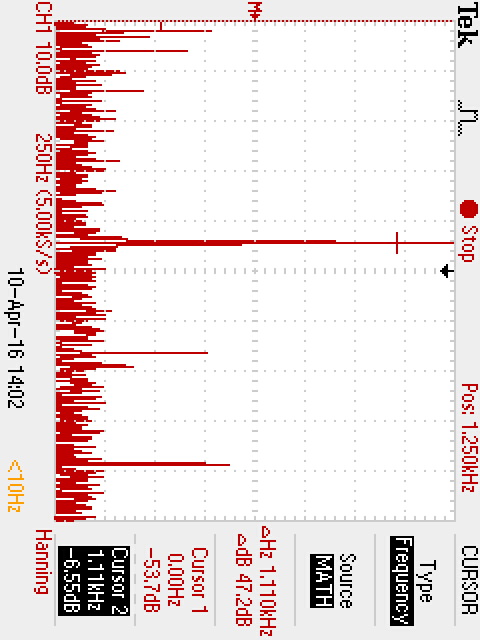 Tek
Stop
Pos: 1.250kHz
CURSOR
M
Type
Frequency
Source
MATH
ΔHz 1.110kHz
ΔdB 47.2dB
Cursor 1
0.00Hz
-53.7dB
Cursor 2
1.11kHz
-6.55dB
CH1 10.0dB
250Hz (5.00kS/s)
Hanning
10-Apr-16 14:02
<10Hz